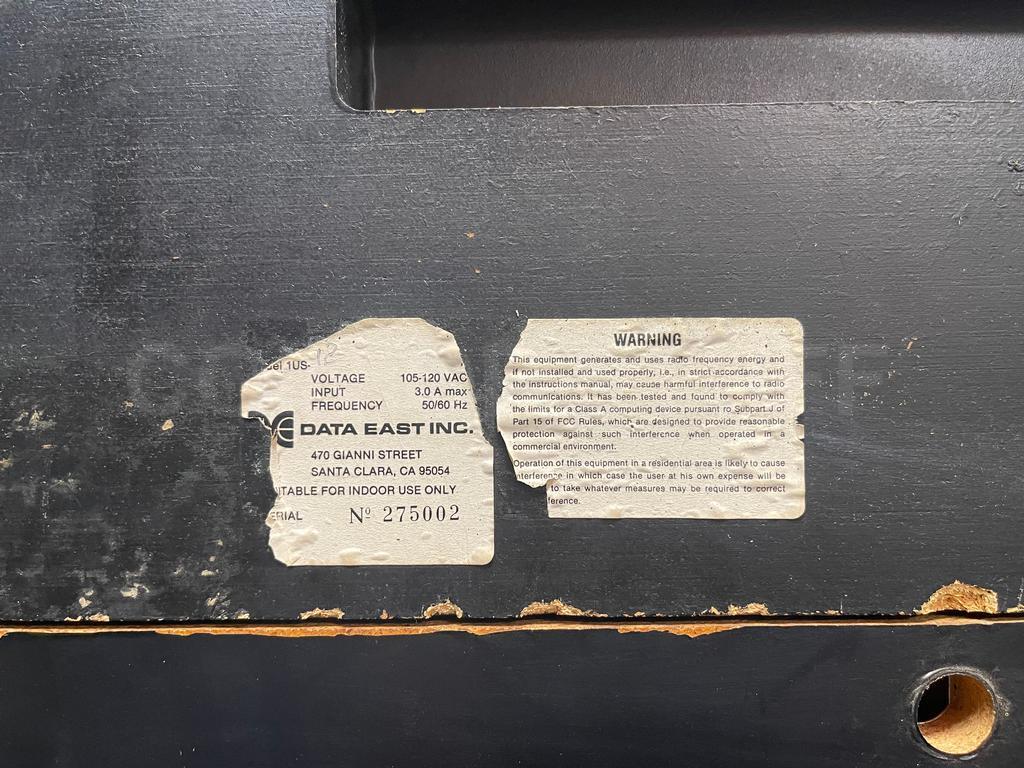 del 1US-12
VOLTAGE 105-120 VAC
INPUT 3.0 A max
FREQUENCY 50/60 Hz
DATA EAST INC.
470 GIANNI STREET
SANTA CLARA, CA 95054
ITABLE FOR INDOOR USE ONLY
ERIAL Nº 275002
WARNING
This equipment generates and uses radio frequency energy and
if not installed and used properly, i.e., in strict accordance with
the instructions manual, may cause harmful interference to radio
communications. It has been tested and found to comply with
the limits for a Class A computing device pursuant ro Subpart J of
Part 15 of FCC Rules, which are designed to provide reasonable
protection against such interference when operated in a
commercial environment.
Operation of this equipment in a residential area is likely to cause
interference in which case the user at his own expense will be
to take whatever measures may be required to correct
ference.